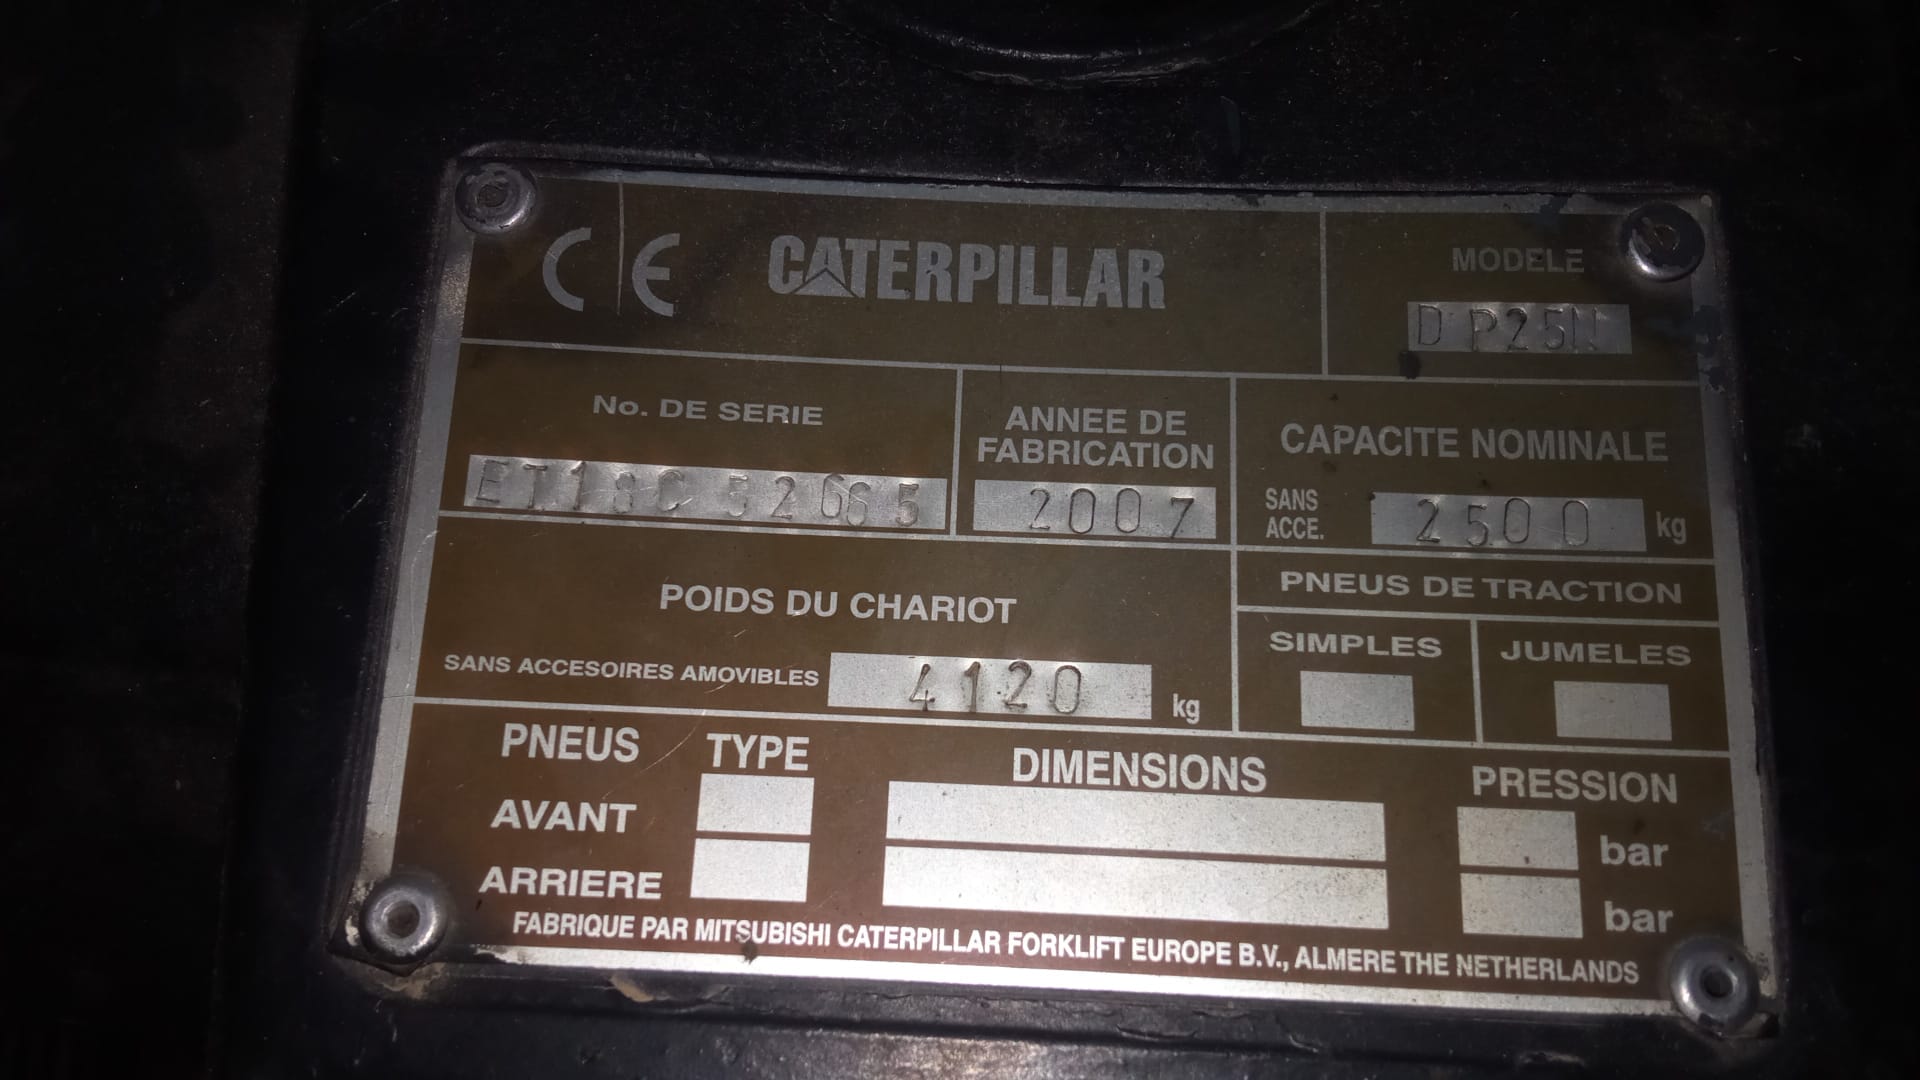 CE CATERPILLAR
MODELE
DP25N
No. DE SERIE
ET18C 52665
ANNEE DE
FABRICATION
2007
CAPACITE NOMINALE
SANS
ACCE.
2500 kg
POIDS DU CHARIOT
SANS ACCESOIRES AMOVIBLES 4120 kg
PNEUS DE TRACTION
SIMPLES JUMELES
PNEUS TYPE DIMENSIONS PRESSION
AVANT bar
ARRIERE bar
FABRIQUE PAR MITSUBISHI CATERPILLAR FORKLIFT EUROPE B.V., ALMERE THE NETHERLANDS